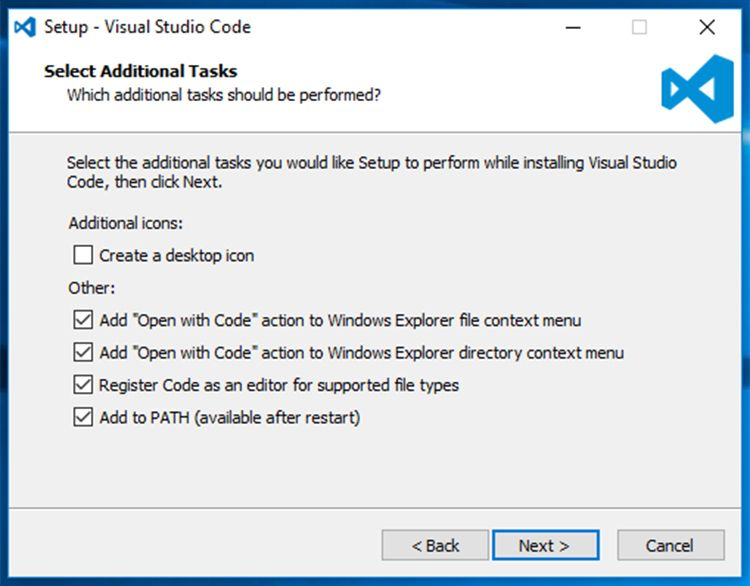 Setup - Visual Studio Code
Select Additional Tasks
Which additional tasks should be performed?
Select the additional tasks you would like Setup to perform while installing Visual Studio
Code, then click Next.
Additional icons:
Create a desktop icon
Other:
Add "Open with Code" action to Windows Explorer file context menu
Add "Open with Code" action to Windows Explorer directory context menu
Register Code as an editor for supported file types
Add to PATH (available after restart)
< Back Next > Cancel